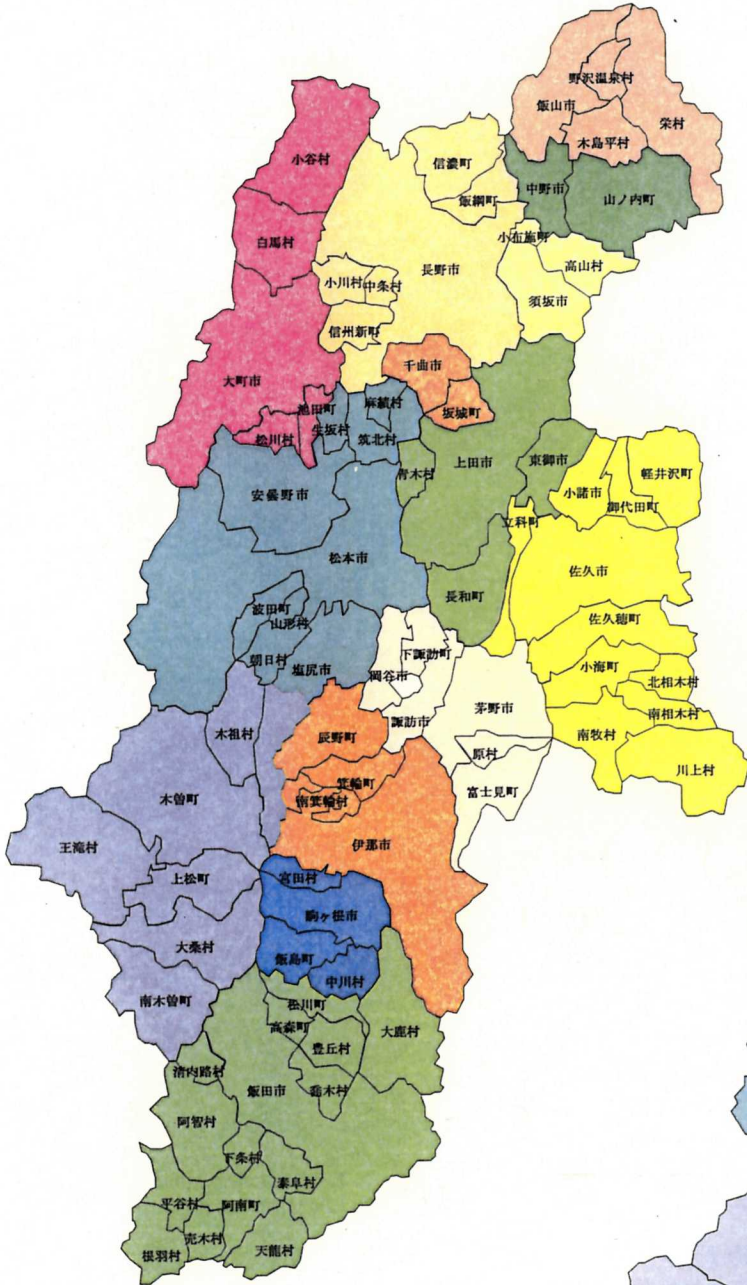 野沢温泉村
飯山市
栄村
木島平村
小谷村
信濃町
中野市
山ノ内町
飯綱町
白馬村
小布施町
高山村
長野市
小川村
中条村
須坂市
信州新町
千曲市
大町市
池田町
麻績村
坂城町
生坂村
筑北村
松川村
青木村
上田市
東御市
軽井沢町
小諸市
御代田町
安曇野市
立科町
松本市
佐久市
長和町
波田町
山形村
佐久穂町
朝日村
塩尻市
下諏訪町
岡谷市
小海町
北相木村
諏訪市
茅野市
南相木村
木祖村
辰野町
南牧村
原村
川上村
箕輪町
富士見町
木曽町
南箕輪村
王滝村
伊那市
上松町
宮田村
駒ヶ根市
大桑村
飯島町
中川村
南木曽町
松川町
高森町
大鹿村
豊丘村
清内路村
飯田市
喬木村
阿智村
下条村
泰阜村
平谷村
阿南町
売木村
根羽村
天龍村